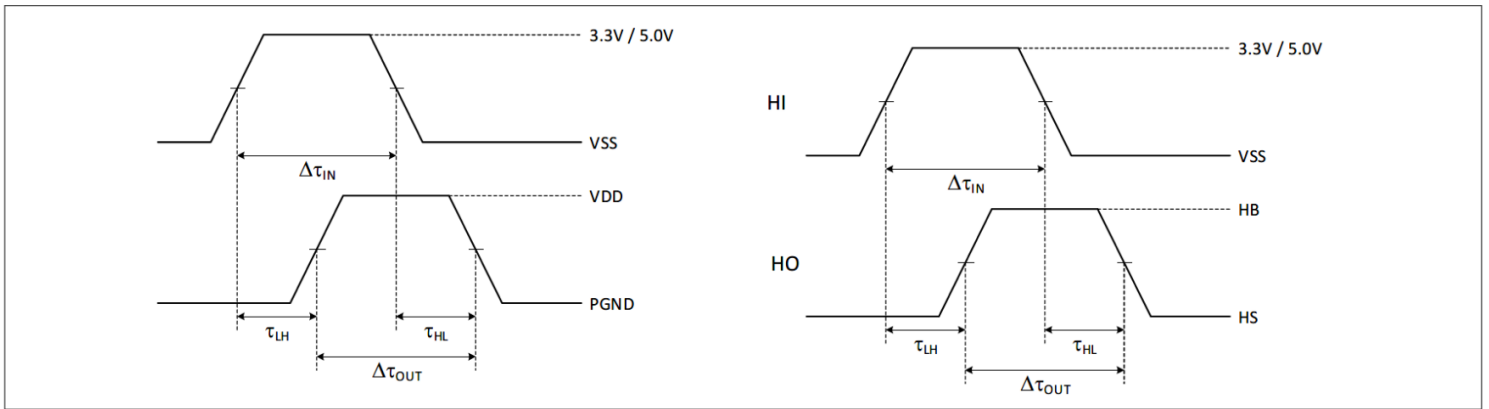 3.3V / 5.0V
VSS
ΔτIN
VDD
PGND
τLH
τHL
ΔτOUT
3.3V / 5.0V
HI
VSS
ΔτIN
HB
HO
HS
τLH
τHL
ΔτOUT